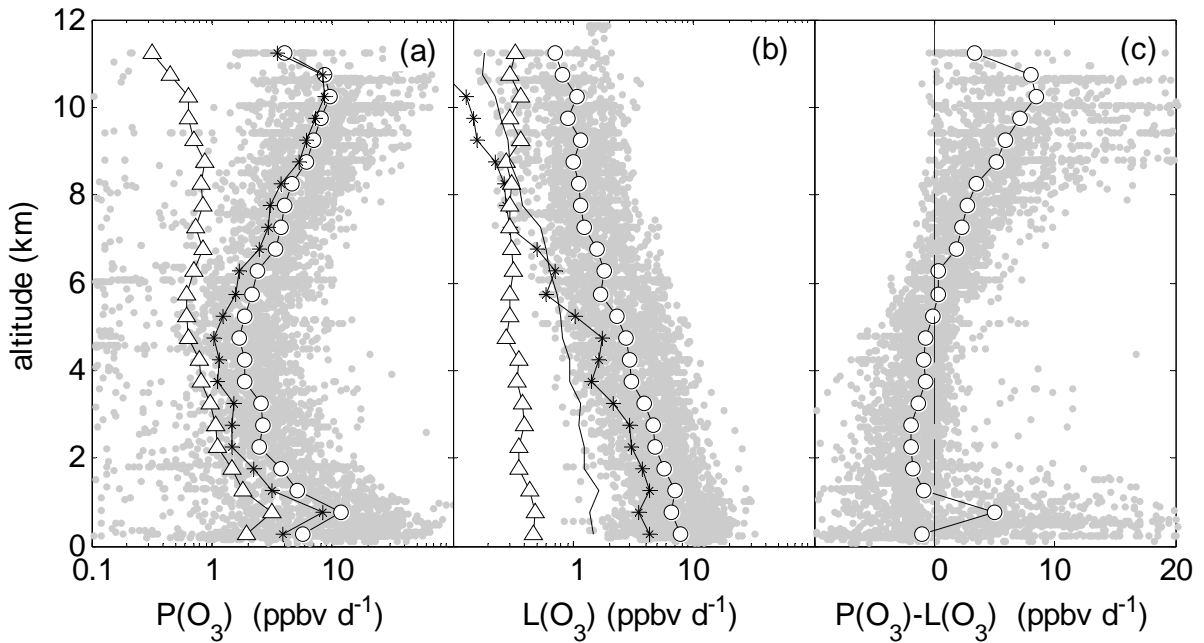 12
10
8
6
4
2
0
altitude (km)
(a)
(b)
(c)
0.1
1
10
1
10
0
10
20
P(O3) (ppbv d-1)
L(O3) (ppbv d-1)
P(O3)-L(O3) (ppbv d-1)